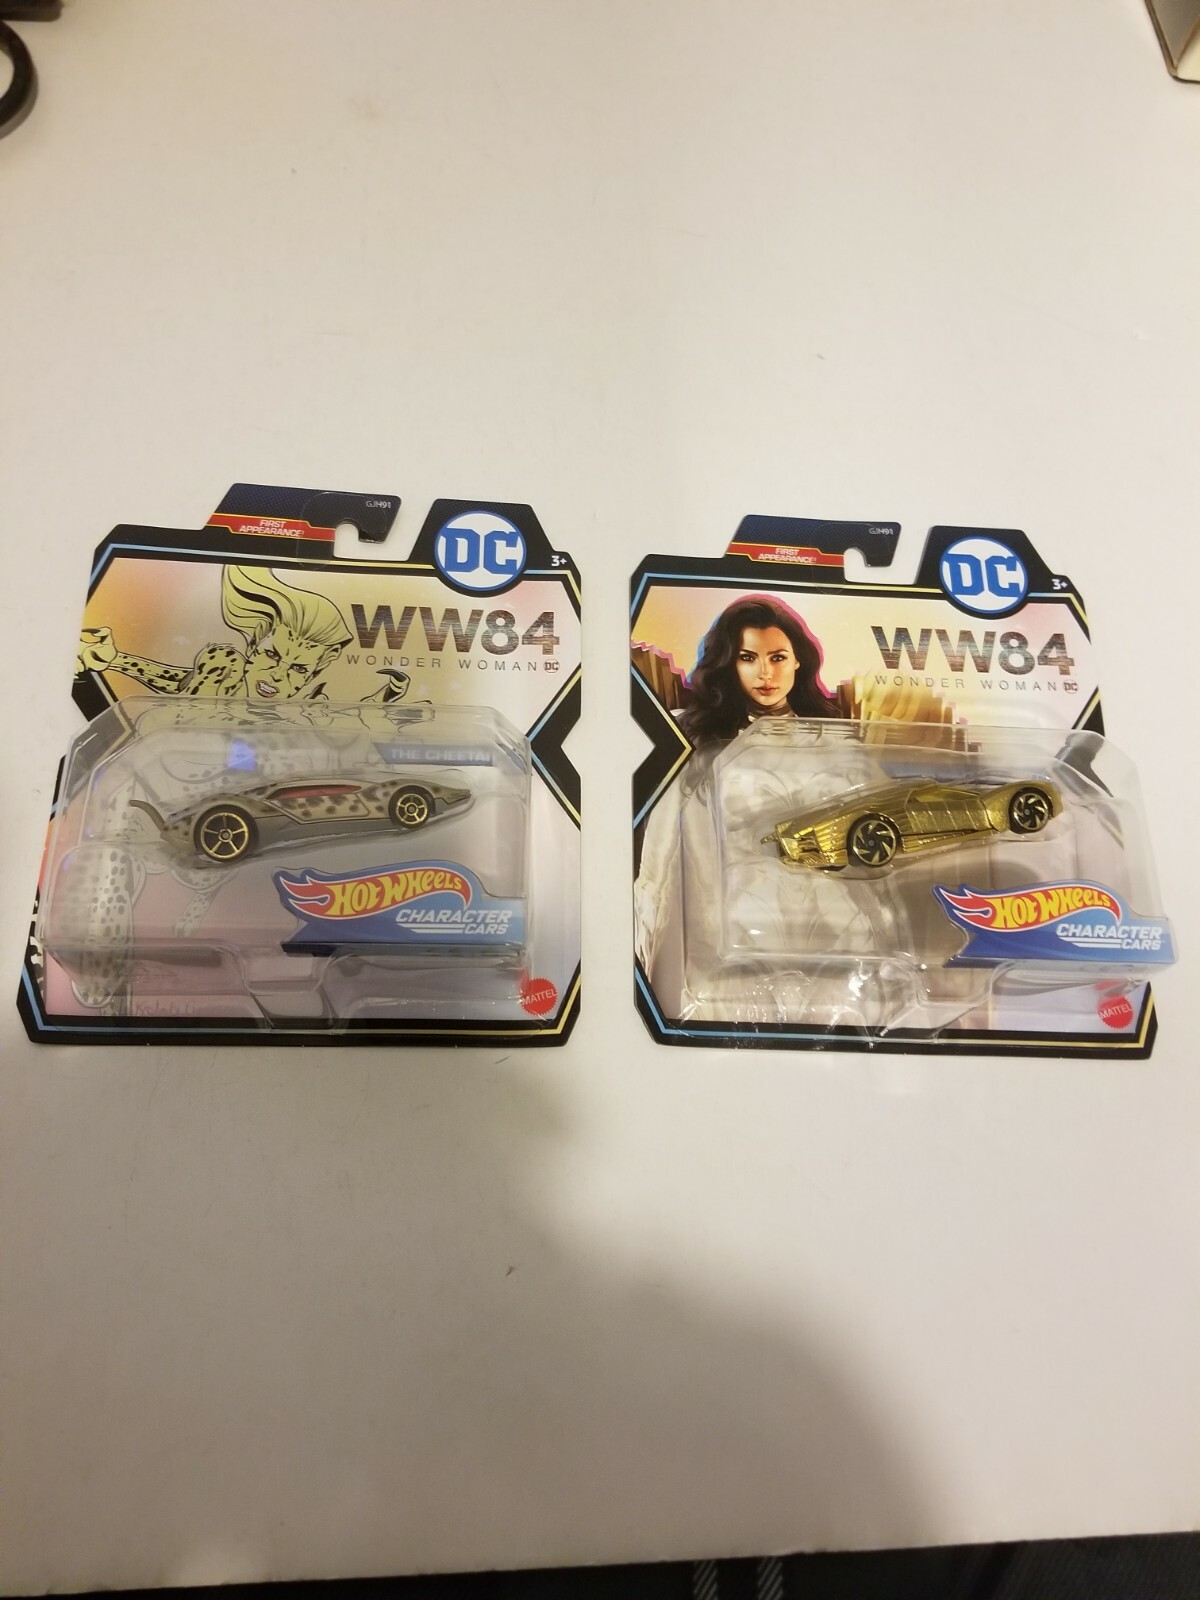 GJH91
FIRST
APPEARANCE!
DC
3+
WW84
WONDER WOMAN DC
THE CHEETAH
HOT WHEELS
CHARACTER
CARS
MATTEL
GJH91
FIRST
APPEARANCE!
DC
3+
WW84
WONDER WOMAN DC
HOT WHEELS
CHARACTER
CARS
MATTEL